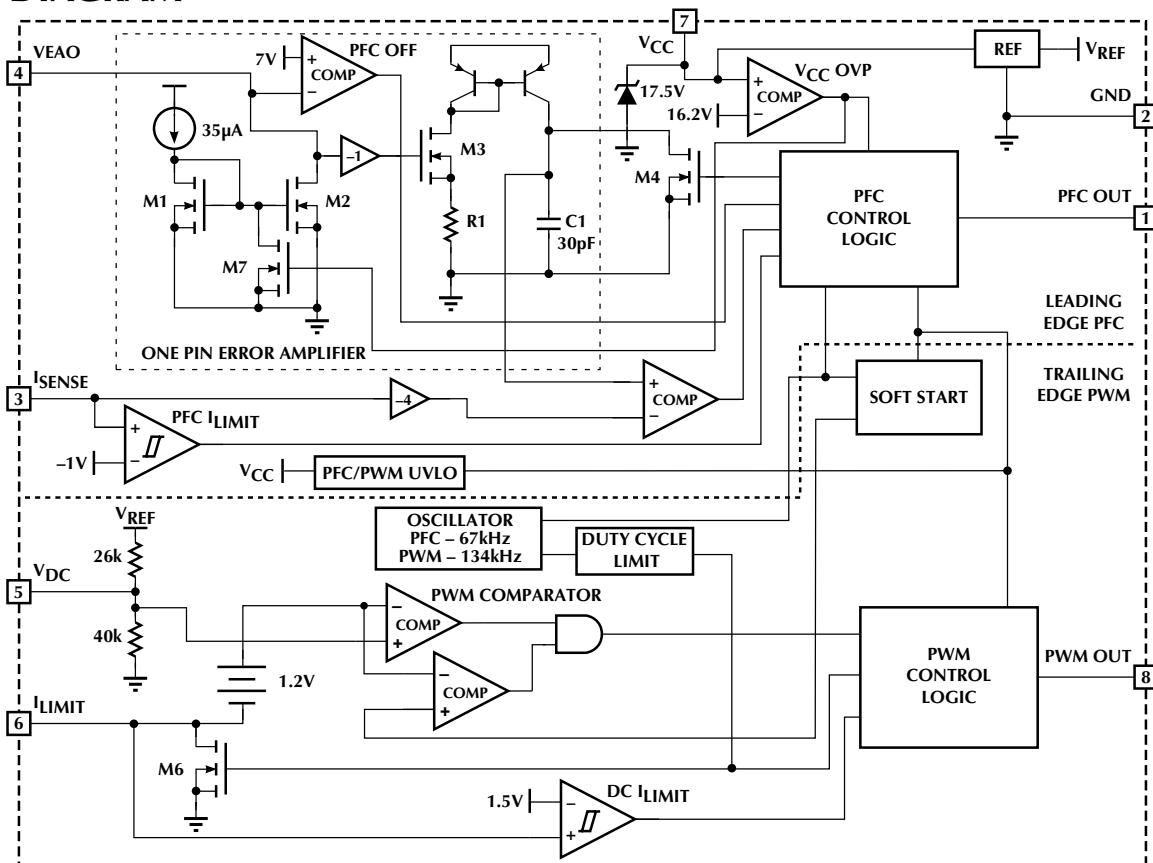 VEAO
4
7V
+
COMP
–
PFC OFF
35µA
–1
M3
M1
M2
M7
R1
C1
30pF
ONE PIN ERROR AMPLIFIER
7
VCC
17.5V
16.2V
+
COMP
–
VCC OVP
REF
VREF
GND
2
M4
PFC
CONTROL
LOGIC
PFC OUT
1
LEADING
EDGE PFC
TRAILING
EDGE PWM
SOFT START
ISENSE
3
–4
+
COMP
–
PFC ILIMIT
+
–
–1V
VCC
PFC/PWM UVLO
VREF
26k
VDC
5
40k
OSCILLATOR
PFC – 67kHz
PWM – 134kHz
DUTY CYCLE
LIMIT
PWM COMPARATOR
–
COMP
+
–
COMP
+
1.2V
ILIMIT
6
M6
1.5V
–
+
DC ILIMIT
PWM
CONTROL
LOGIC
PWM OUT
8